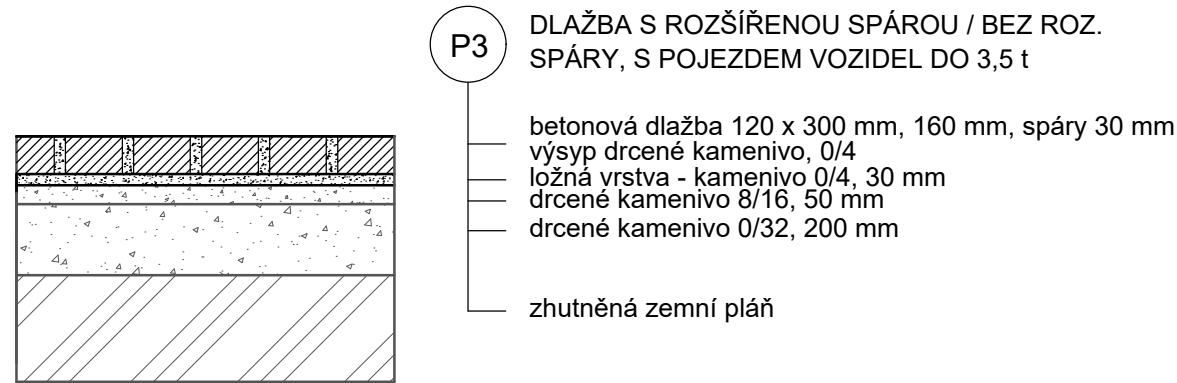 P3
DLAŽBA S ROZŠÍŘENOU SPÁROU / BEZ ROZ.
SPÁRY, S POJEZDEM VOZIDEL DO 3,5 t
betonová dlažba 120 x 300 mm, 160 mm, spáry 30 mm
výsyp drcené kamenivo, 0/4
ložná vrstva - kamenivo 0/4, 30 mm
drcené kamenivo 8/16, 50 mm
drcené kamenivo 0/32, 200 mm
zhutněná zemní pláň